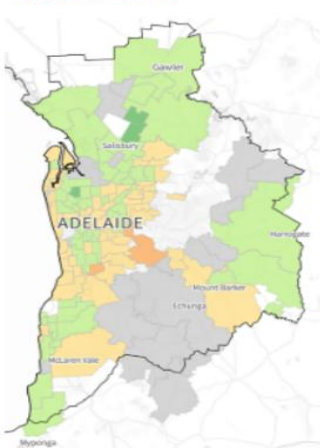 Gawler
Salisbury
ADELAIDE
Harrogate
Mount Barker
Echunga
McLaren Vale
Myponga